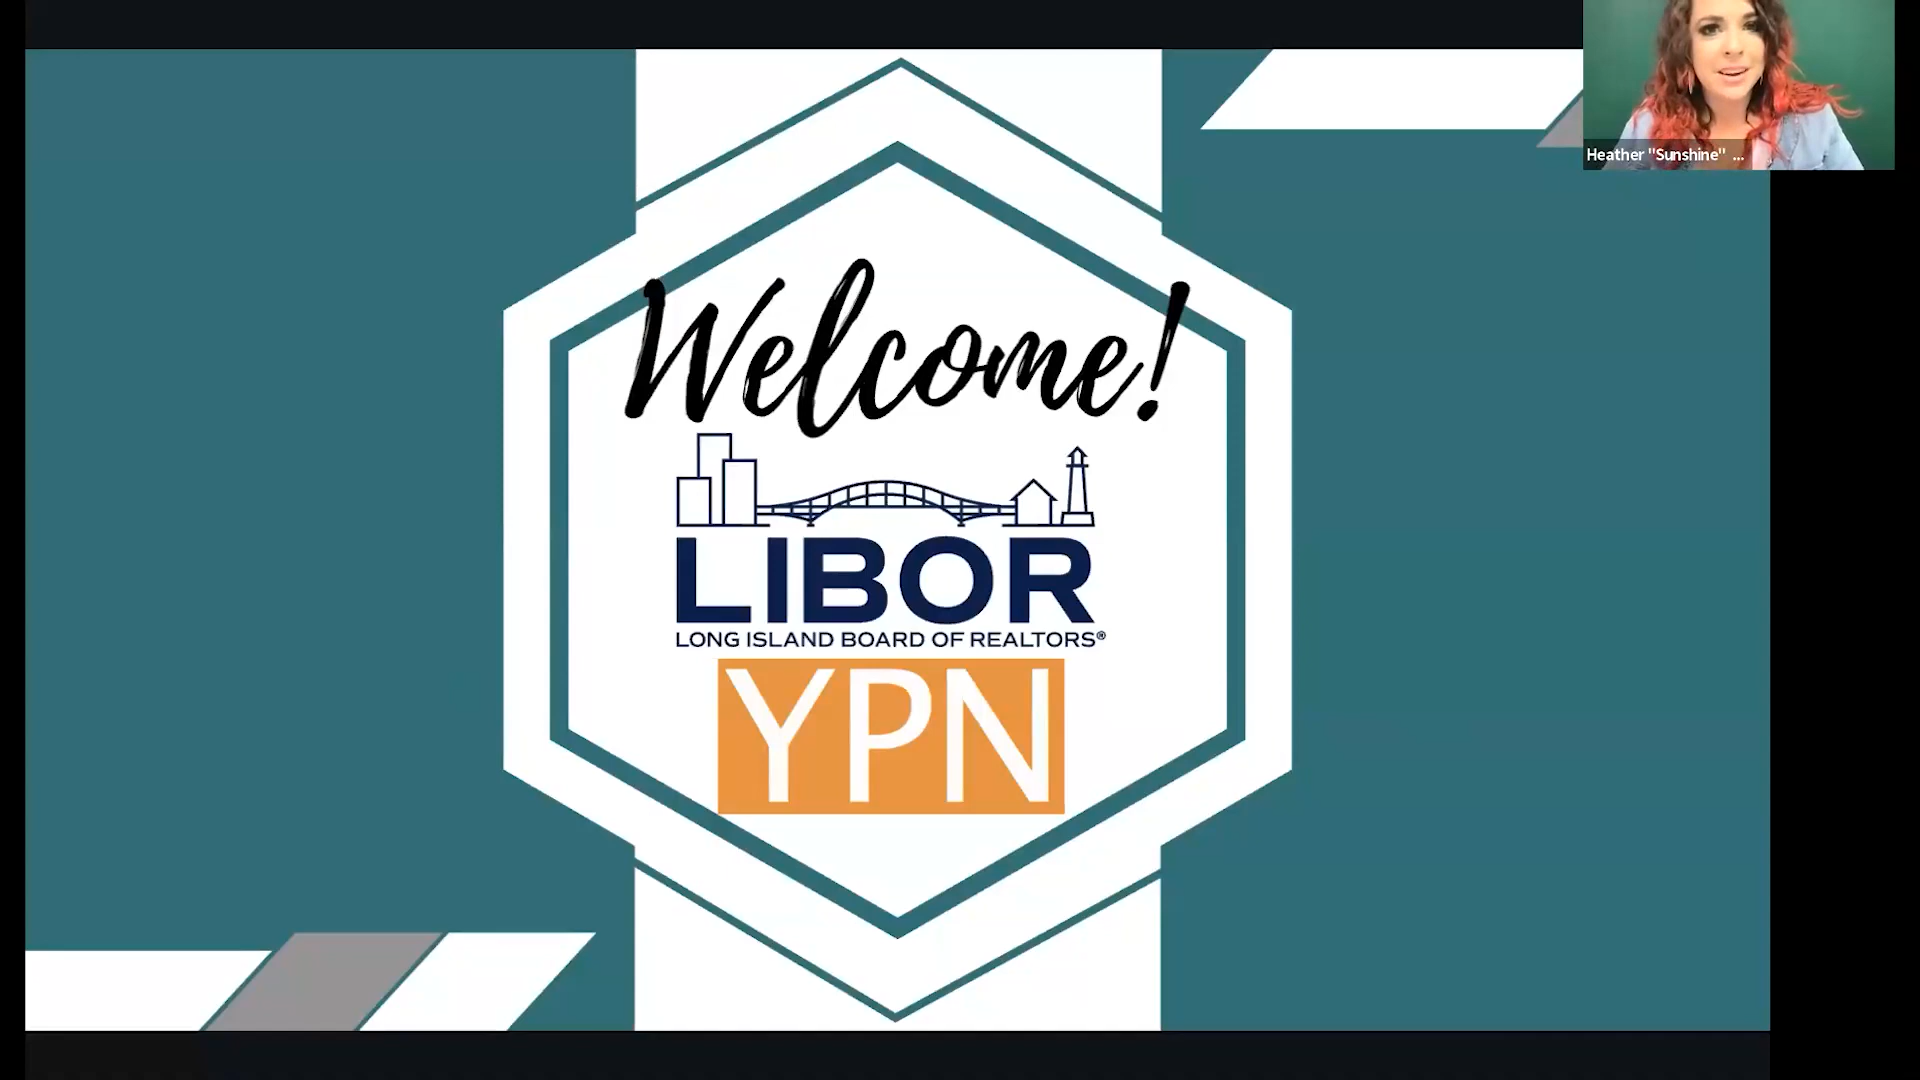 Heather "Sunshine" ...
Welcome!
LIBOR
LONG ISLAND BOARD OF REALTORS®
YPN